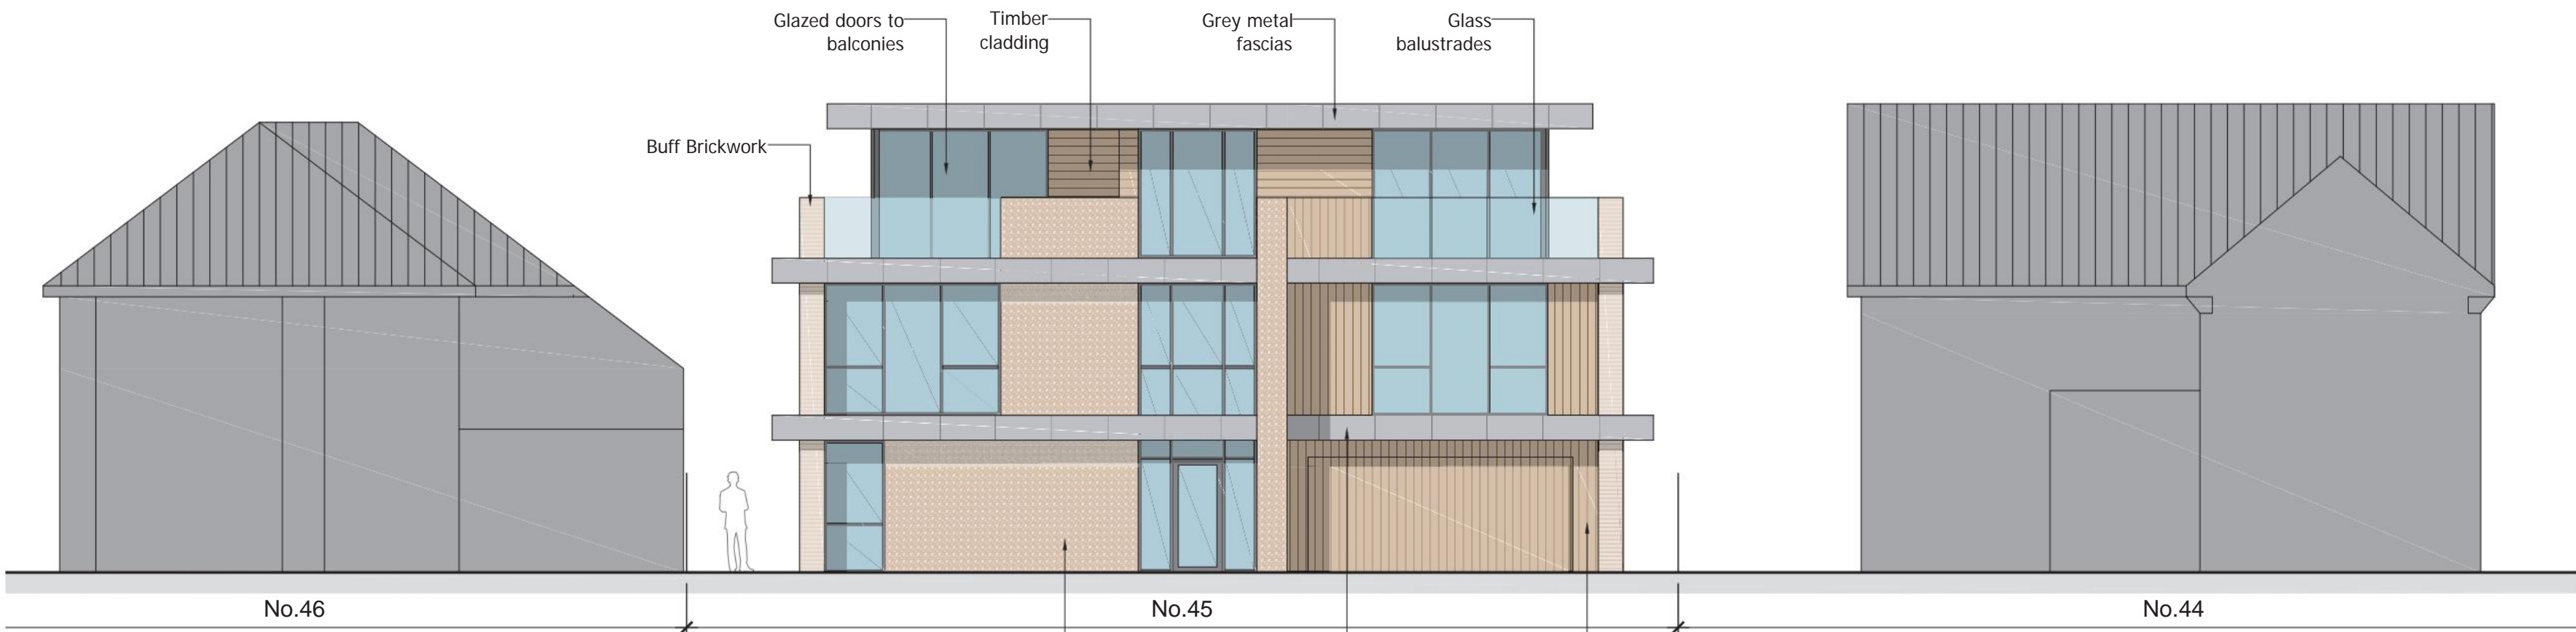 Glazed doors to
balconies
Timber
cladding
Grey metal
fascias
Glass
balustrades
Buff Brickwork
No.46
No.45
No.44